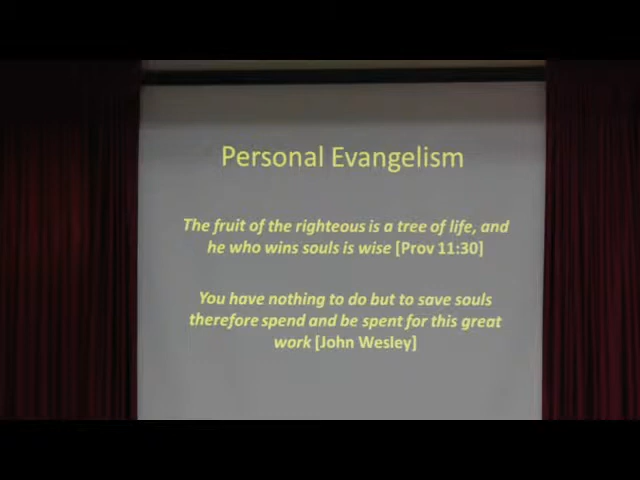 Personal Evangelism
The fruit of the righteous is a tree of life, and
he who wins souls is wise [Prov 11:30]
You have nothing to do but to save souls
therefore spend and be spent for this great
work [John Wesley]